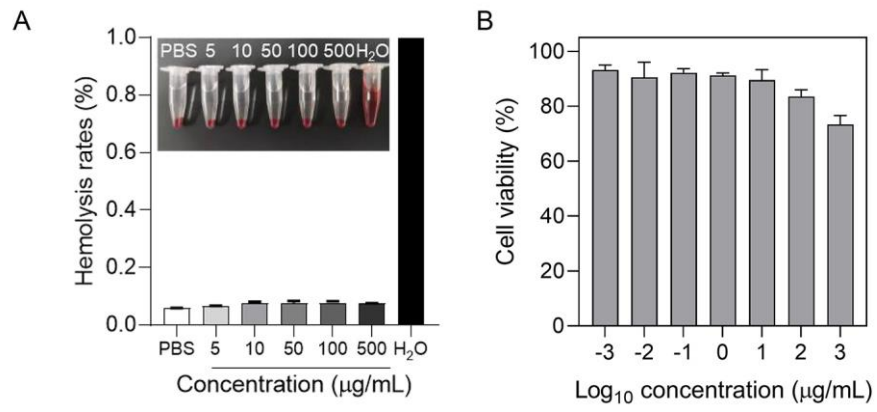 A
Hemolysis rates (%)
1.0
0.8
0.6
0.4
0.2
0.0
PBS 5 10 50 100 500 H₂O
PBS 5 10 50 100 500 H₂O
Concentration (μg/mL)
B
Cell viability (%)
100
80
60
40
20
0
-3 -2 -1 0 1 2 3
Log₁₀ concentration (μg/mL)